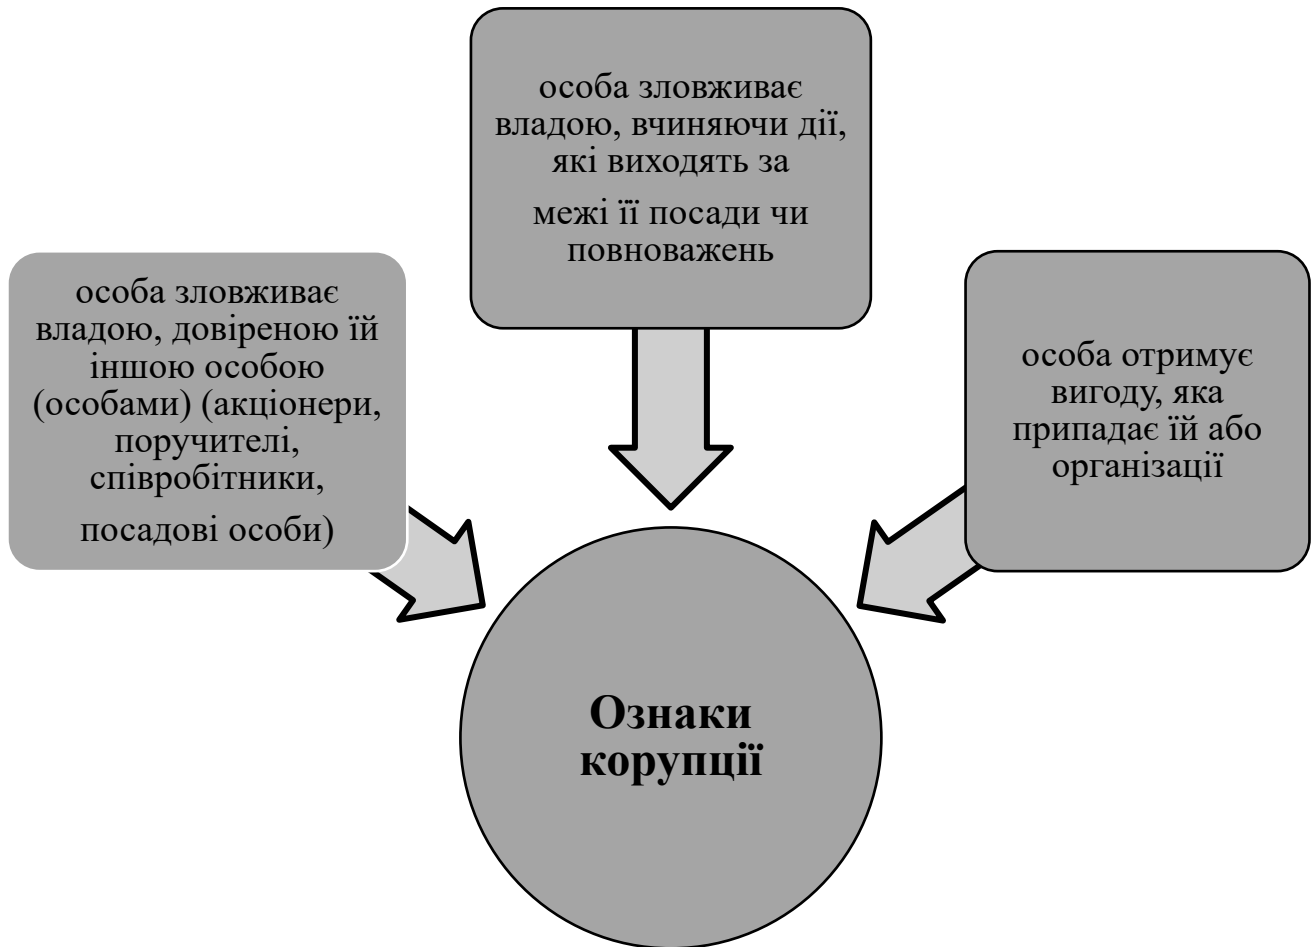 особа зловживає
владою, довіреною їй
іншою особою
(особами) (акціонери,
поручителі,
співробітники,
посадові особи)
особа зловживає
владою, вчиняючи дії,
які виходять за
межі її посади чи
повноважень
особа отримує
вигоду, яка
припадає їй або
організації
Ознаки
корупції